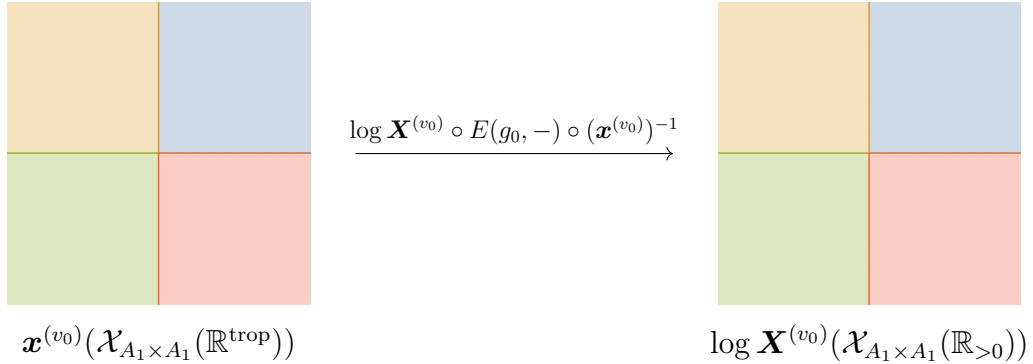 log 𝑿^{(v_0)} ∘ E(g_0, −) ∘ (𝒙^{(v_0)})^{−1}
𝒙^{(v_0)}(𝒳_{A_1×A_1}(ℝ^{trop}))
log 𝑿^{(v_0)}(𝒳_{A_1×A_1}(ℝ_{>0}))